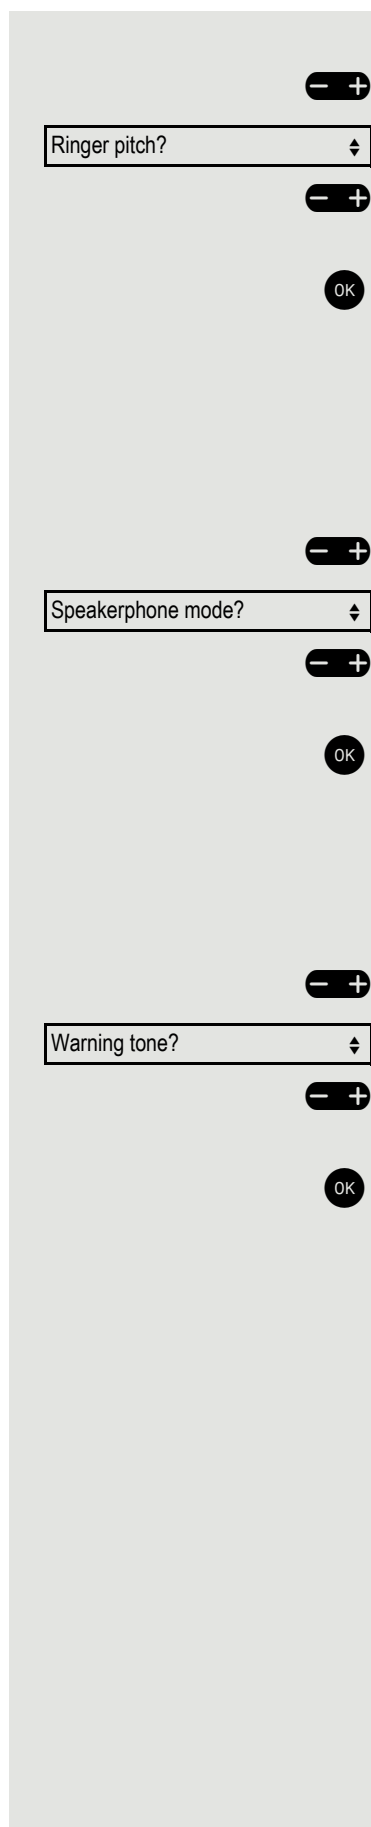 − +
Ringer pitch?
− +
OK
− +
Speakerphone mode?
− +
OK
− +
Warning tone?
− +
OK